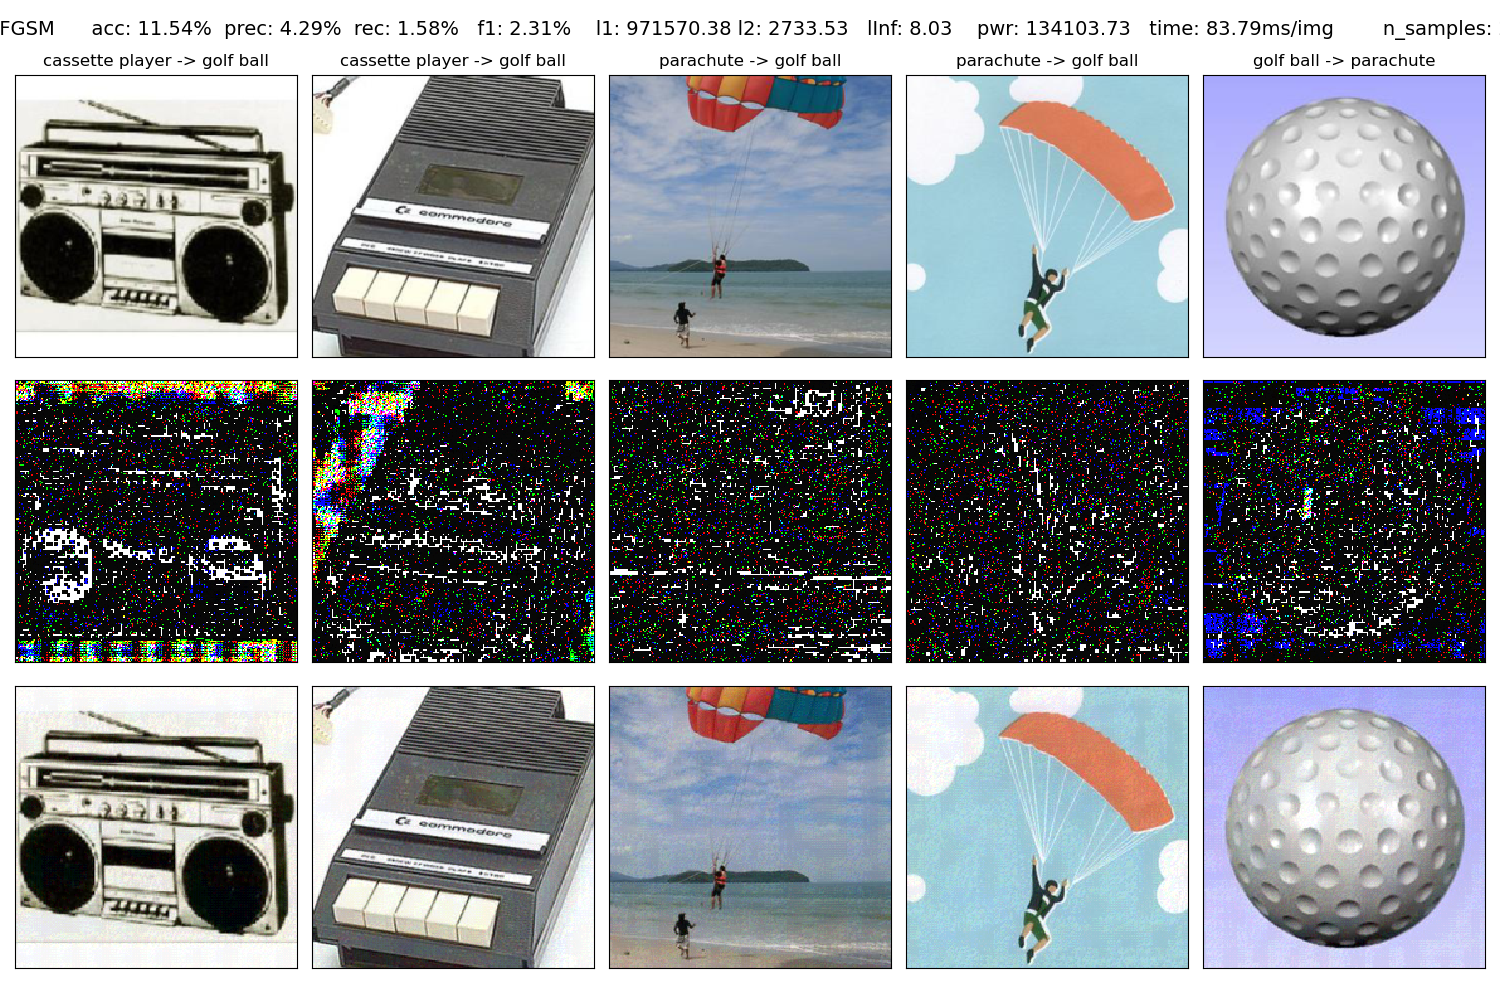 FGSM acc: 11.54% prec: 4.29% rec: 1.58% f1: 2.31% l1: 971570.38 l2: 2733.53 lInf: 8.03 pwr: 134103.73 time: 83.79ms/img n_samples:
cassette player -> golf ball cassette player -> golf ball parachute -> golf ball parachute -> golf ball golf ball -> parachute
commodore
commodore